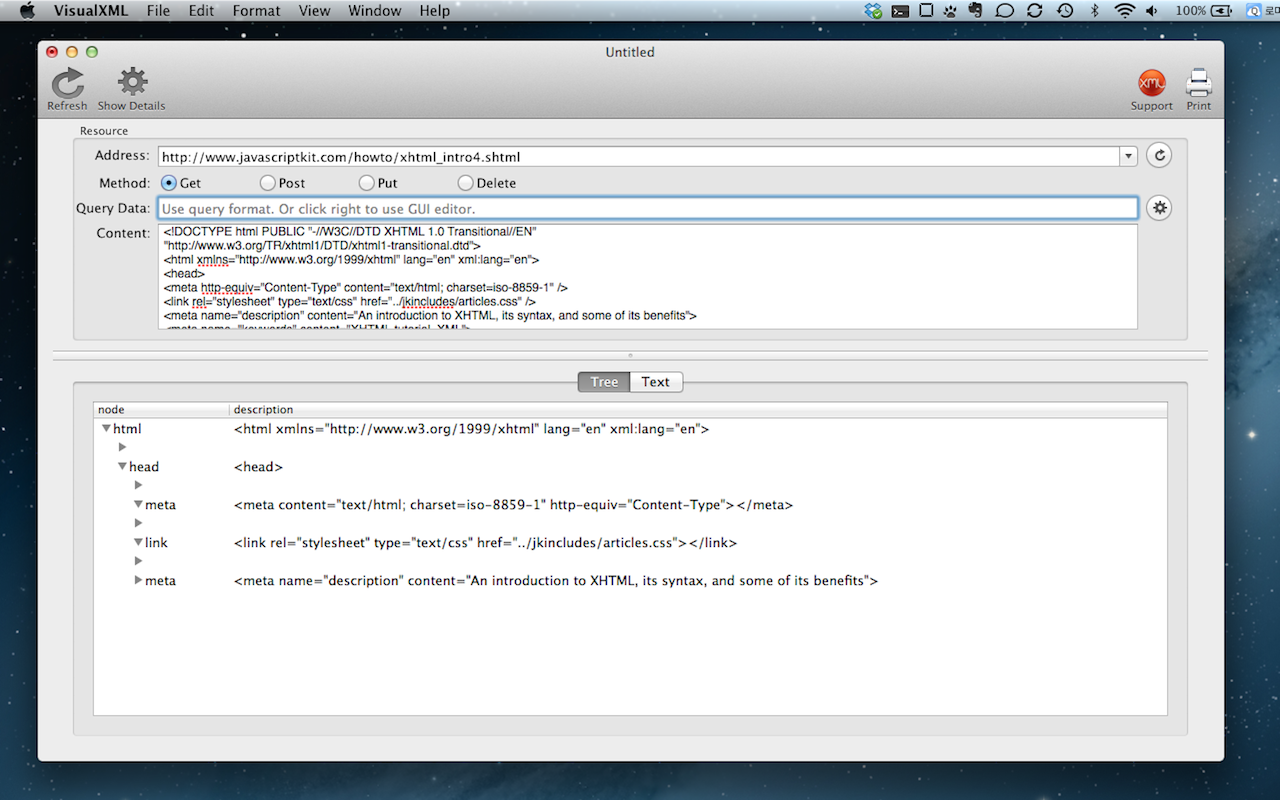 VisualXML File Edit Format View Window Help 100%
Untitled
Refresh Show Details XML Support Print
Resource
Address: http://www.javascriptkit.com/howto/xhtml_intro4.shtml
Method: Get Post Put Delete
Query Data: Use query format. Or click right to use GUI editor.
Content: <!DOCTYPE html PUBLIC "-//W3C//DTD XHTML 1.0 Transitional//EN"
"http://www.w3.org/TR/xhtml1/DTD/xhtml1-transitional.dtd">
<html xmlns="http://www.w3.org/1999/xhtml" lang="en" xml:lang="en">
<head>
<meta http-equiv="Content-Type" content="text/html; charset=iso-8859-1" />
<link rel="stylesheet" type="text/css" href="../jkincludes/articles.css" />
<meta name="description" content="An introduction to XHTML, its syntax, and some of its benefits">
<meta name="keywords" content="XHTML tutorial, XML">
Tree Text
node description
html <html xmlns="http://www.w3.org/1999/xhtml" lang="en" xml:lang="en">
head <head>
meta <meta content="text/html; charset=iso-8859-1" http-equiv="Content-Type"></meta>
link <link rel="stylesheet" type="text/css" href="../jkincludes/articles.css"></link>
meta <meta name="description" content="An introduction to XHTML, its syntax, and some of its benefits">